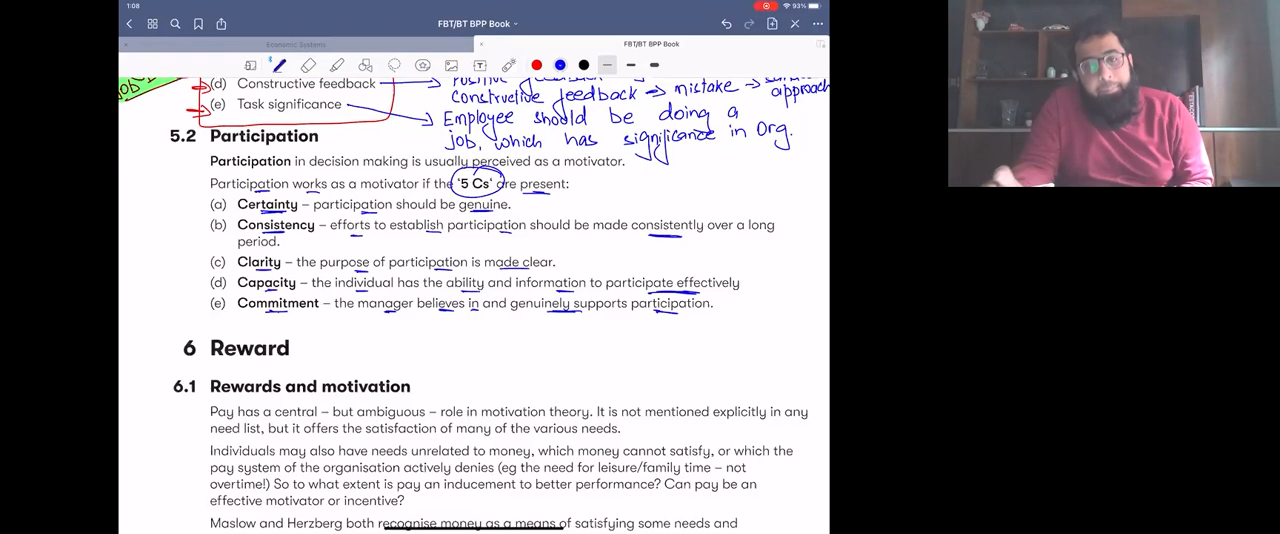 1:08
93%
FBT/BT BPP Book
Economic Systems
FBT/BT BPP Book
(d) Constructive feedback
constructive feedback → mistake →
approach
(e) Task significance
Employee should be doing a
job, which has significance in Org.
5.2 Participation
Participation in decision making is usually perceived as a motivator.
Participation works as a motivator if the '5 Cs' are present:
(a) Certainty – participation should be genuine.
(b) Consistency – efforts to establish participation should be made consistently over a long
period.
(c) Clarity – the purpose of participation is made clear.
(d) Capacity – the individual has the ability and information to participate effectively
(e) Commitment – the manager believes in and genuinely supports participation.
6 Reward
6.1 Rewards and motivation
Pay has a central – but ambiguous – role in motivation theory. It is not mentioned explicitly in any
need list, but it offers the satisfaction of many of the various needs.
Individuals may also have needs unrelated to money, which money cannot satisfy, or which the
pay system of the organisation actively denies (eg the need for leisure/family time – not
overtime!) So to what extent is pay an inducement to better performance? Can pay be an
effective motivator or incentive?
Maslow and Herzberg both recognise money as a means of satisfying some needs and